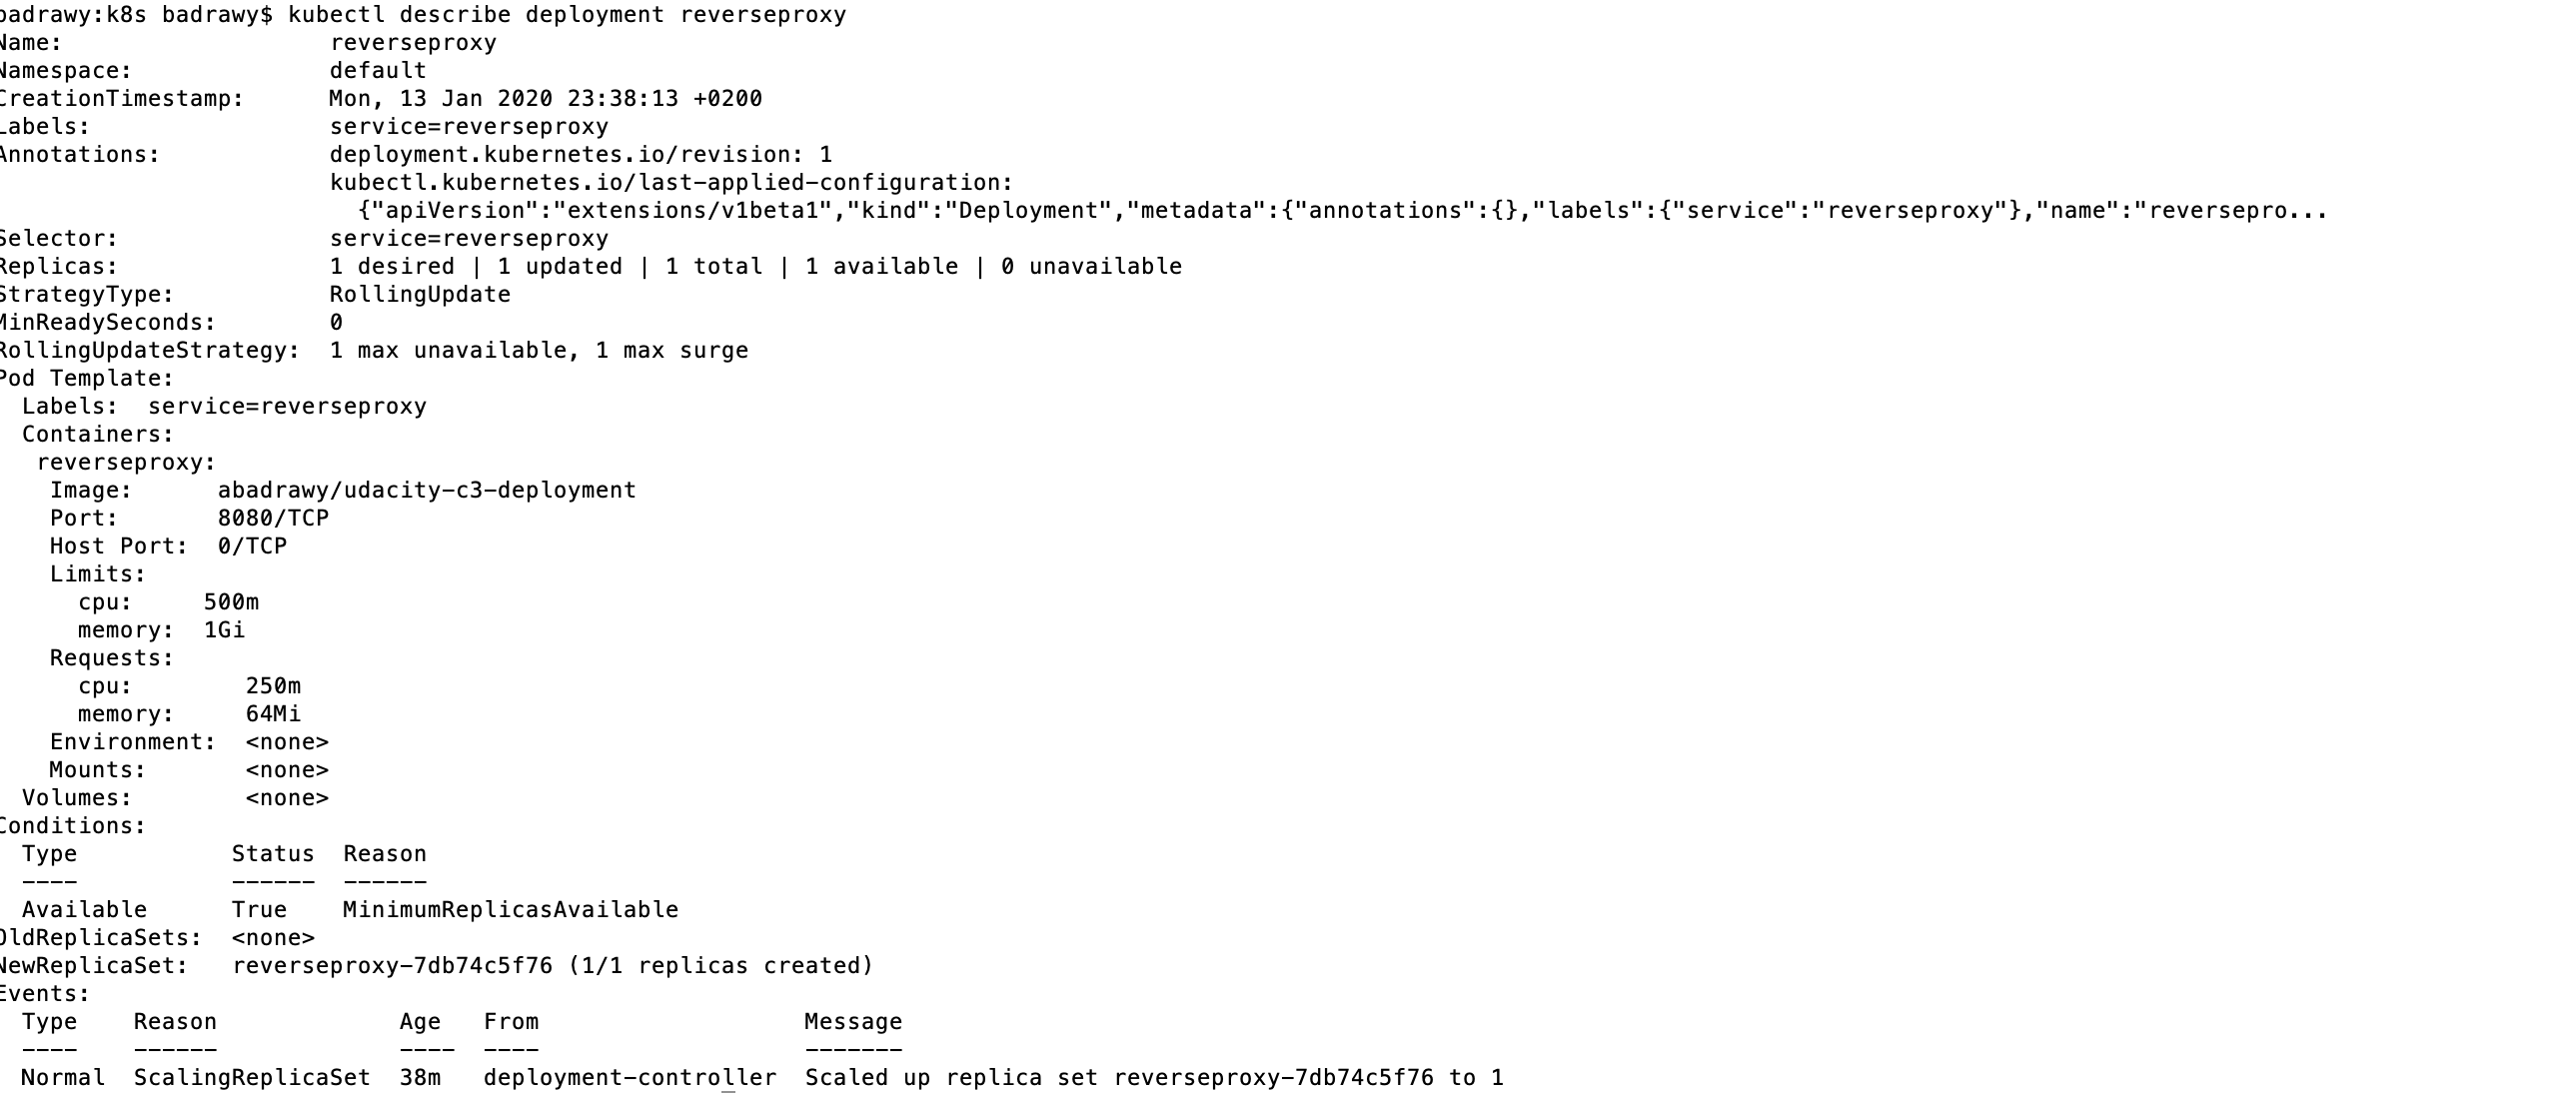 badrawy:k8s badrawy$ kubectl describe deployment reverseproxy
Name:                   reverseproxy
Namespace:              default
CreationTimestamp:      Mon, 13 Jan 2020 23:38:13 +0200
Labels:                 service=reverseproxy
Annotations:            deployment.kubernetes.io/revision: 1
                        kubectl.kubernetes.io/last-applied-configuration:
                          {"apiVersion":"extensions/v1beta1","kind":"Deployment","metadata":{"annotations":{},"labels":{"service":"reverseproxy"},"name":"reversepro...
Selector:               service=reverseproxy
Replicas:               1 desired | 1 updated | 1 total | 1 available | 0 unavailable
StrategyType:           RollingUpdate
MinReadySeconds:        0
RollingUpdateStrategy:  1 max unavailable, 1 max surge
Pod Template:
  Labels:  service=reverseproxy
  Containers:
   reverseproxy:
    Image:      abadrawy/udacity-c3-deployment
    Port:       8080/TCP
    Host Port:  0/TCP
    Limits:
      cpu:     500m
      memory:  1Gi
    Requests:
      cpu:        250m
      memory:     64Mi
    Environment:  <none>
    Mounts:       <none>
  Volumes:        <none>
Conditions:
  Type           Status  Reason
  ----           ------  ------
  Available      True    MinimumReplicasAvailable
OldReplicaSets:  <none>
NewReplicaSet:   reverseproxy-7db74c5f76 (1/1 replicas created)
Events:
  Type    Reason             Age   From                   Message
  ----    ------             ----  ----                   -------
  Normal  ScalingReplicaSet  38m   deployment-controller  Scaled up replica set reverseproxy-7db74c5f76 to 1